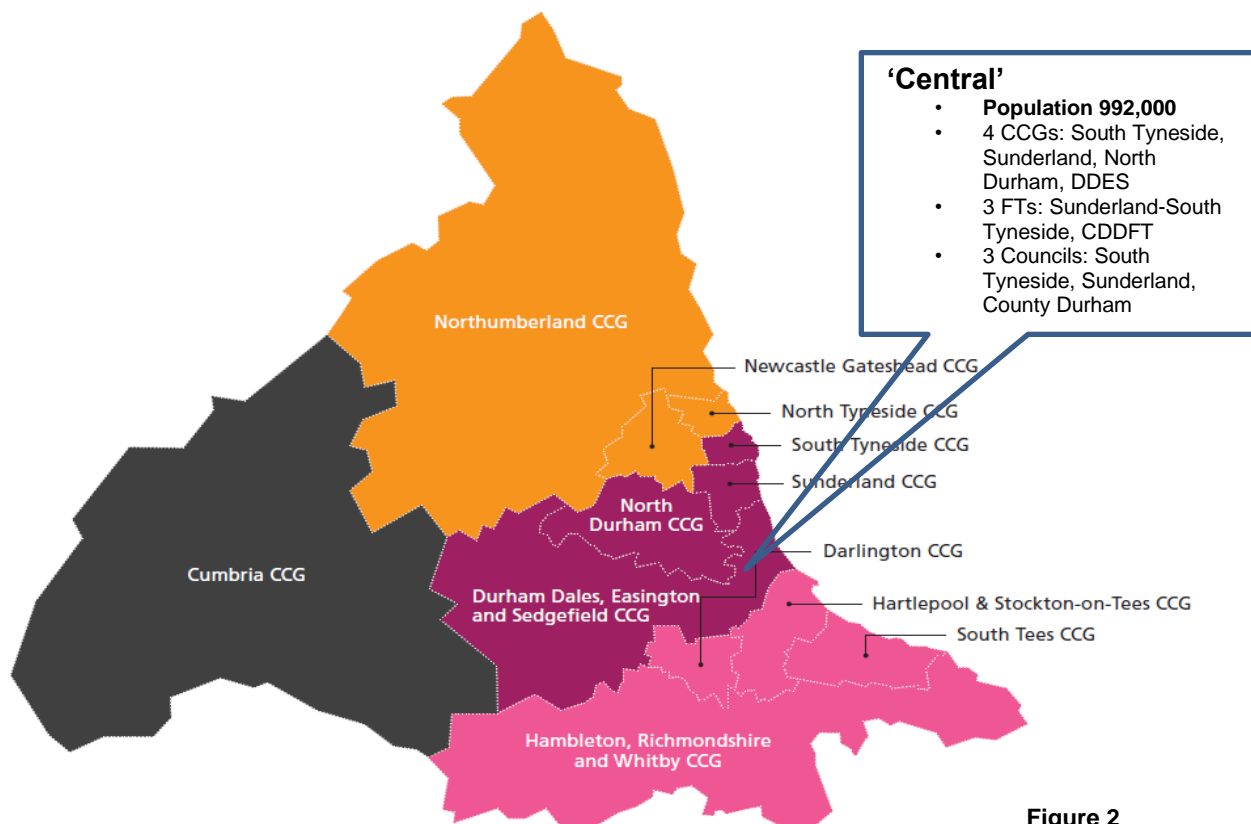 ‘Central’
• Population 992,000
• 4 CCGs: South Tyneside,
Sunderland, North
Durham, DDES
• 3 FTs: Sunderland-South
Tyneside, CDDFT
• 3 Councils: South
Tyneside, Sunderland,
County Durham
Northumberland CCG
Newcastle Gateshead CCG
North Tyneside CCG
South Tyneside CCG
Sunderland CCG
North
Durham CCG
Darlington CCG
Cumbria CCG
Durham Dales, Easington
and Sedgefield CCG
Hartlepool & Stockton-on-Tees CCG
South Tees CCG
Hambleton, Richmondshire
and Whitby CCG
Figure 2